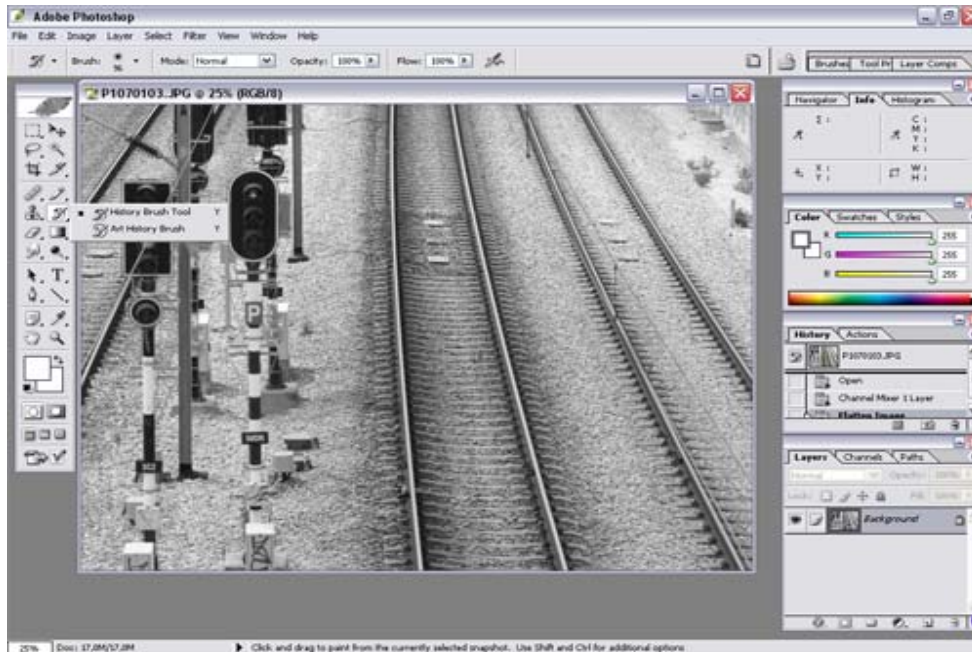 Adobe Photoshop
File Edit Image Layer Select Filter View Window Help
Brush: Mode: Normal Opacity: 100% Flow: 100%
Brushes Tool Pr Layer Comps
P1070103.JPG @ 25% (RGB/8)
Navigator Info Histogram
C:
M:
Y:
K:
X:
Y:
W:
H:
History Brush Tool Y
Art History Brush Y
Color Swatches Styles
R 255
G 255
B 255
P
History Actions
P1070103.JPG
Open
Channel Mixer 1 Layer
Flatten Image
Layers Channels Paths
Normal Opacity: 100%
Lock: Fill: 100%
Background
25% Doc: 17.0M/17.0M Click and drag to paint from the currently selected snapshot. Use Shift and Ctrl for additional options